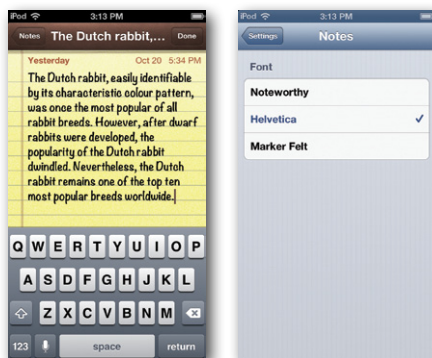 iPod 3:13 PM
Notes The Dutch rabbit,... Done
Yesterday Oct 20 5:34 PM
The Dutch rabbit, easily identifiable
by its characteristic colour pattern,
was once the most popular of all
rabbit breeds. However, after dwarf
rabbits were developed, the
popularity of the Dutch rabbit
dwindled. Nevertheless, the Dutch
rabbit remains one of the top ten
most popular breeds worldwide.
Q W E R T Y U I O P
A S D F G H J K L
Z X C V B N M
123 space return
iPod 3:13 PM
Settings Notes
Font
Noteworthy
Helvetica
Marker Felt